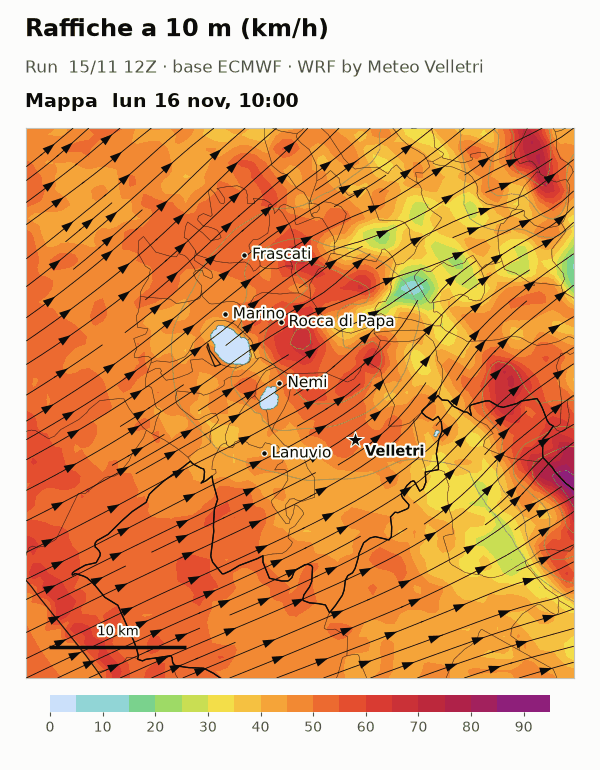 Raffiche a 10 m (km/h)
Run  15/11 12Z · base ECMWF · WRF by Meteo Velletri
Mappa  lun 16 nov, 10:00
Frascati
Marino
Rocca di Papa
Nemi
Velletri
Lanuvio
10 km
0 10 20 30 40 50 60 70 80 90